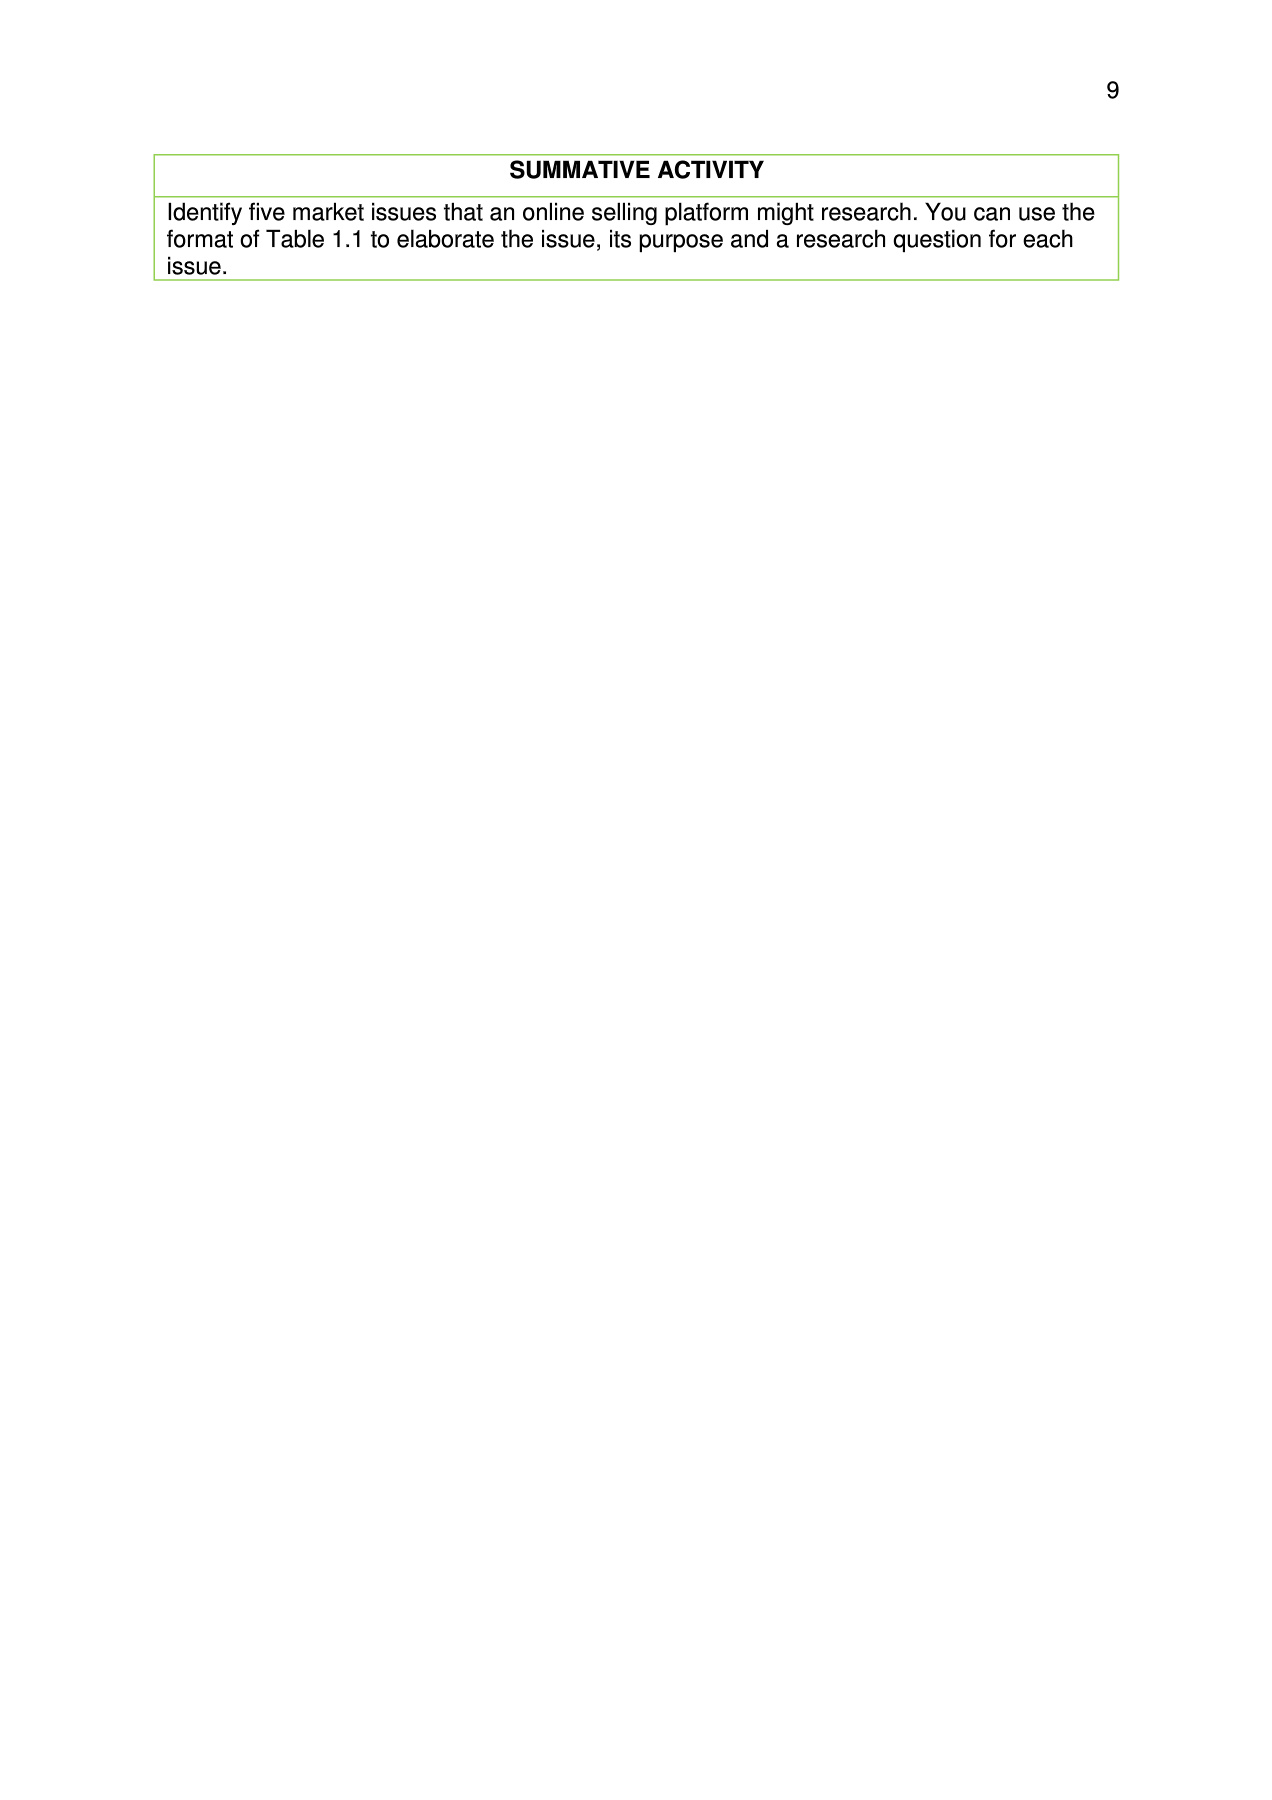 9
SUMMATIVE ACTIVITY
Identify five market issues that an online selling platform might research. You can use the
format of Table 1.1 to elaborate the issue, its purpose and a research question for each
issue.